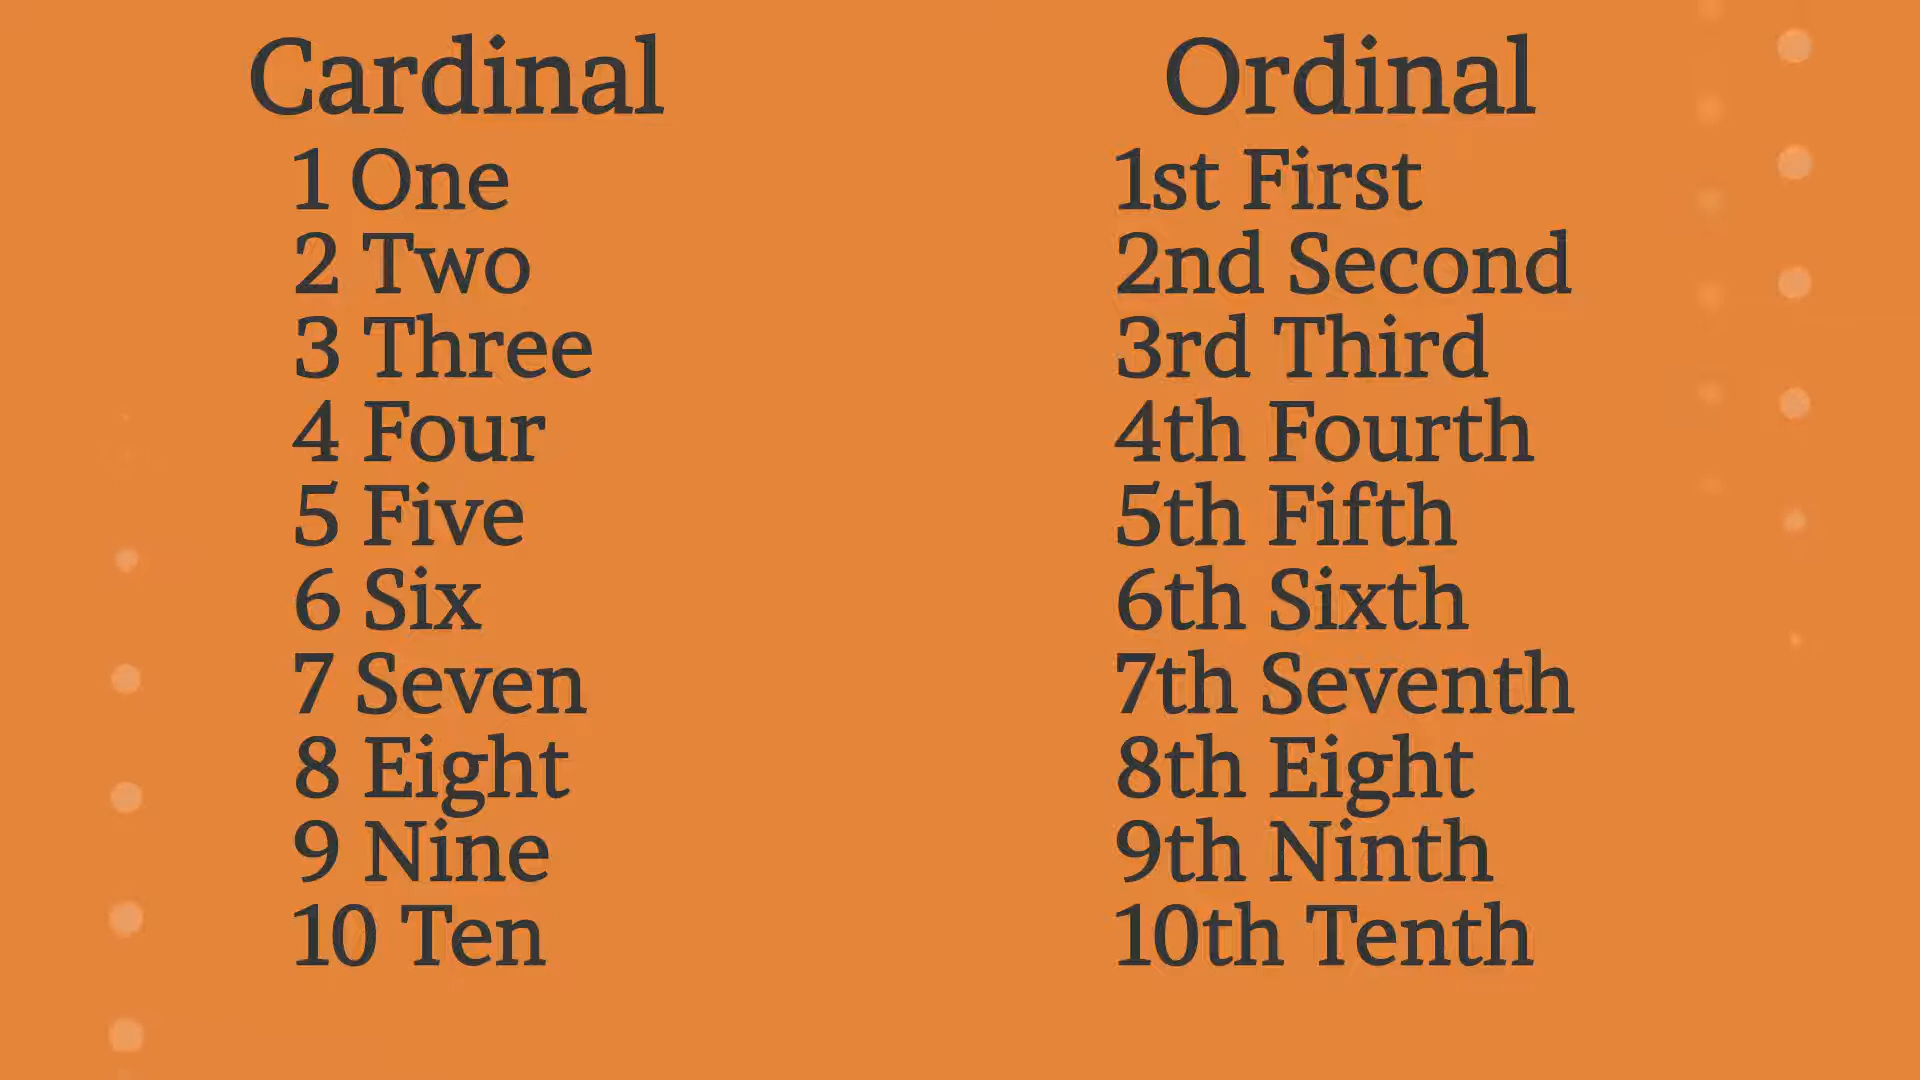 Cardinal
1 One
2 Two
3 Three
4 Four
5 Five
6 Six
7 Seven
8 Eight
9 Nine
10 Ten
Ordinal
1st First
2nd Second
3rd Third
4th Fourth
5th Fifth
6th Sixth
7th Seventh
8th Eight
9th Ninth
10th Tenth